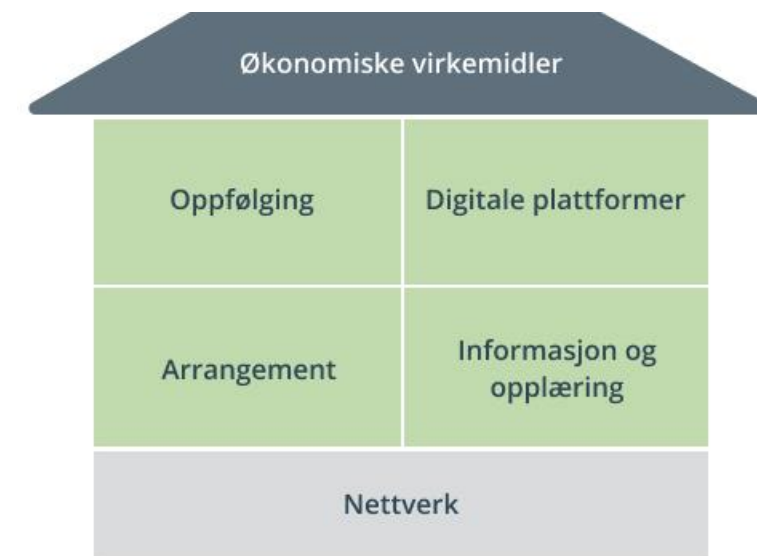 Økonomiske virkemidler
Oppfølging
Digitale plattformer
Arrangement
Informasjon og
opplæring
Nettverk